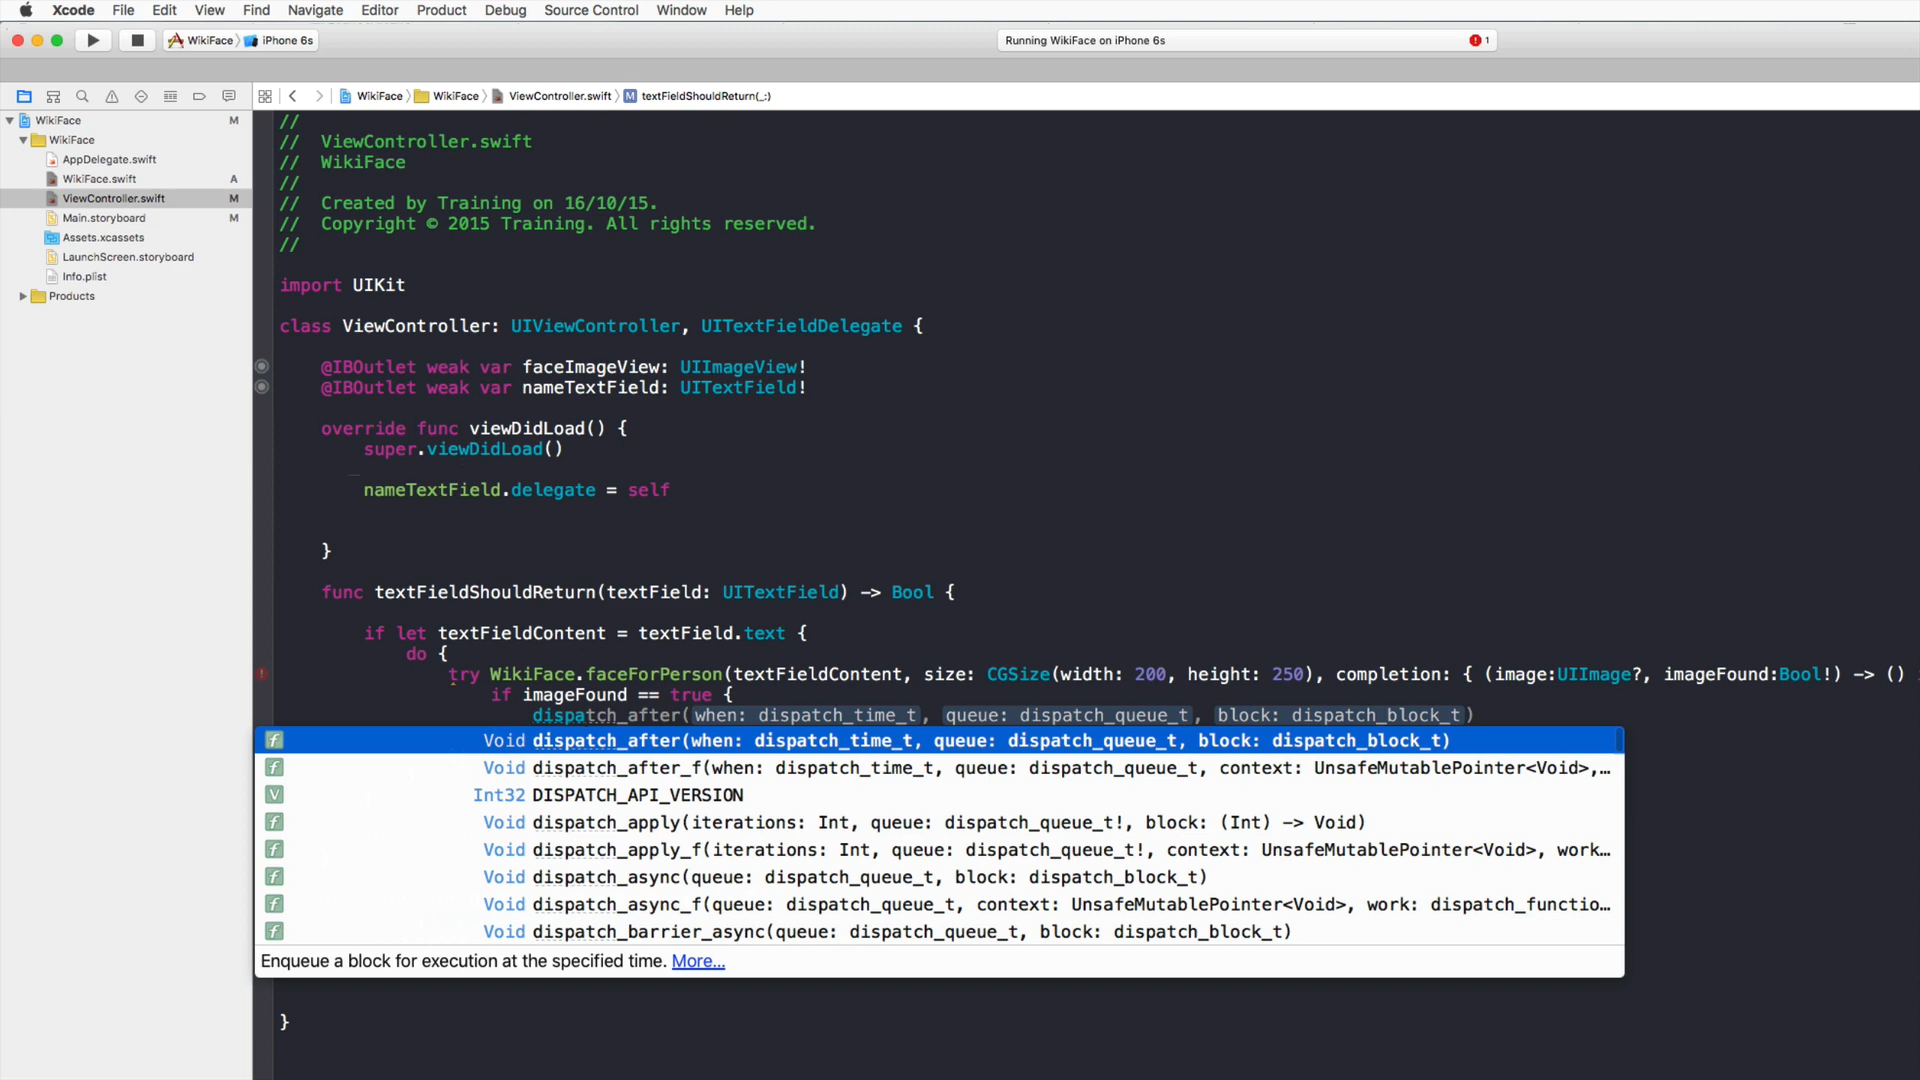 Xcode File Edit View Find Navigate Editor Product Debug Source Control Window Help
WikiFace iPhone 6s
Running WikiFace on iPhone 6s
1
WikiFace WikiFace ViewController.swift M textFieldShouldReturn(_:)
WikiFace M
WikiFace
AppDelegate.swift
WikiFace.swift A
ViewController.swift M
Main.storyboard M
Assets.xcassets
LaunchScreen.storyboard
Info.plist
Products
//
// ViewController.swift
// WikiFace
//
// Created by Training on 16/10/15.
// Copyright © 2015 Training. All rights reserved.
//
import UIKit
class ViewController: UIViewController, UITextFieldDelegate {
@IBOutlet weak var faceImageView: UIImageView!
@IBOutlet weak var nameTextField: UITextField!
override func viewDidLoad() {
super.viewDidLoad()
nameTextField.delegate = self
}
func textFieldShouldReturn(textField: UITextField) -> Bool {
if let textFieldContent = textField.text {
do {
try WikiFace.faceForPerson(textFieldContent, size: CGSize(width: 200, height: 250), completion: { (image:UIImage?, imageFound:Bool!) -> ()
if imageFound == true {
dispatch_after(when: dispatch_time_t, queue: dispatch_queue_t, block: dispatch_block_t)
f Void dispatch_after(when: dispatch_time_t, queue: dispatch_queue_t, block: dispatch_block_t)
f Void dispatch_after_f(when: dispatch_time_t, queue: dispatch_queue_t, context: UnsafeMutablePointer<Void>,...
V Int32 DISPATCH_API_VERSION
f Void dispatch_apply(iterations: Int, queue: dispatch_queue_t!, block: (Int) -> Void)
f Void dispatch_apply_f(iterations: Int, queue: dispatch_queue_t!, context: UnsafeMutablePointer<Void>, work...
f Void dispatch_async(queue: dispatch_queue_t, block: dispatch_block_t)
f Void dispatch_async_f(queue: dispatch_queue_t, context: UnsafeMutablePointer<Void>, work: dispatch_functio...
f Void dispatch_barrier_async(queue: dispatch_queue_t, block: dispatch_block_t)
Enqueue a block for execution at the specified time. More...
}